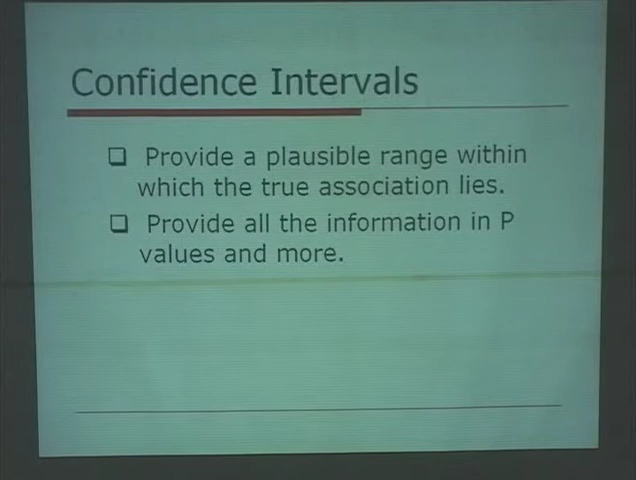 Confidence Intervals
❑ Provide a plausible range within
which the true association lies.
❑ Provide all the information in P
values and more.